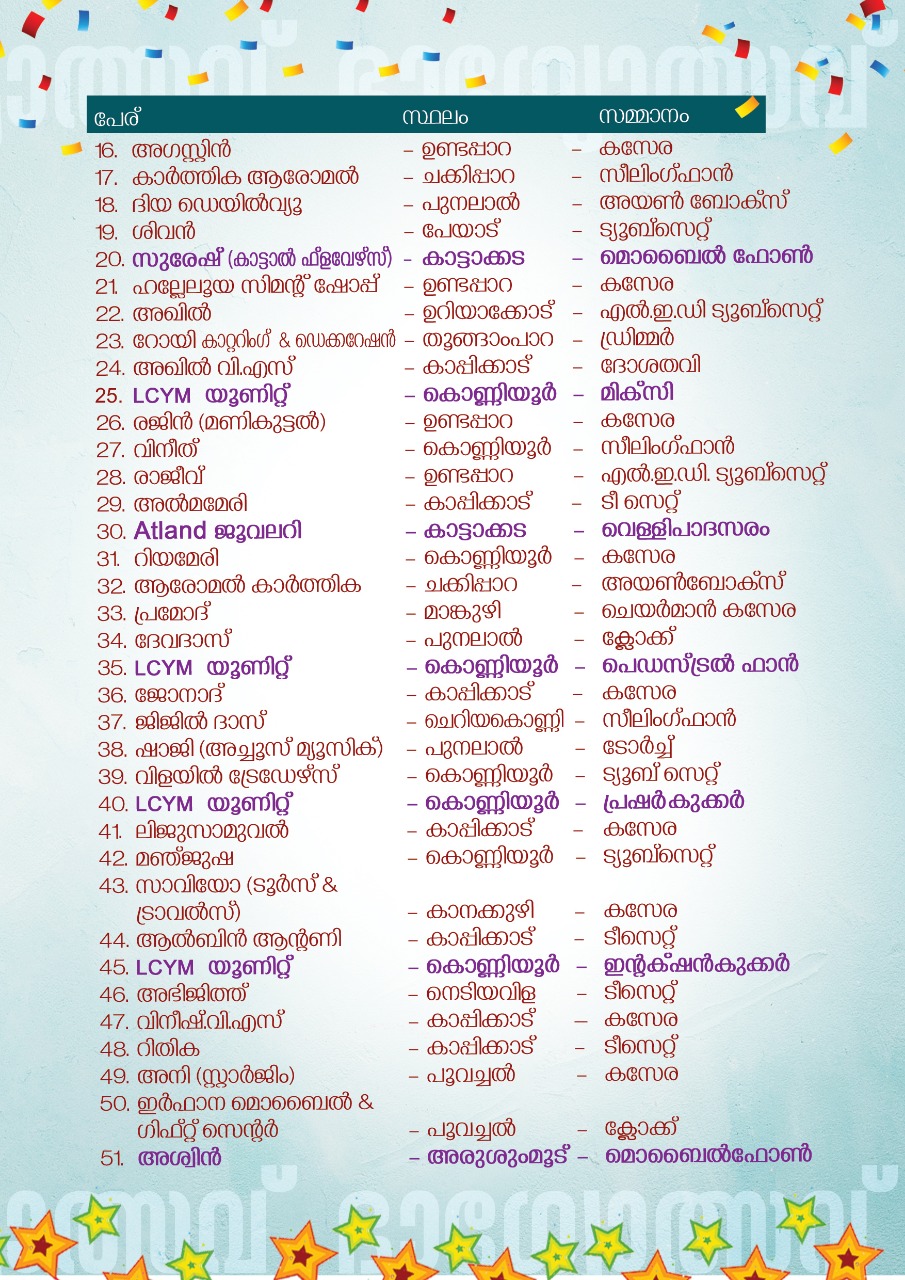 പേര് സ്ഥലം സമ്മാനം
16. അഗസ്റ്റിൻ – ഉണ്ടപ്പാറ – കസേര
17. കാർത്തിക ആരോമൽ – ചക്കിപ്പാറ – സീലിംഗ്ഫാൻ
18. ദിയ ഡെയിൽവ്യൂ – പുനലാൽ – അയൺ ബോക്സ്
19. ശിവൻ – പേയാട് – ട്യൂബ്സെറ്റ്
20. സുരേഷ് (കാട്ടാൽ ഫ്ളവേഴ്സ്) – കാട്ടാക്കട – മൊബൈൽ ഫോൺ
21. ഹല്ലേലൂയ സിമന്റ് ഷോപ്പ് – ഉണ്ടപ്പാറ – കസേര
22. അഖിൽ – ഉറിയാക്കോട് – എൽ.ഇ.ഡി ട്യൂബ്സെറ്റ്
23. റോയി കാറ്ററിംഗ് & ഡെക്കറേഷൻ – തൂങ്ങാംപാറ – ഡ്രിമ്മർ
24. അഖിൽ വി.എസ് – കാപ്പിക്കാട് – ദോശതവി
25. LCYM യൂണിറ്റ് – കൊണ്ണിയൂർ – മിക്സി
26. രജിൻ (മണികുട്ടൽ) – ഉണ്ടപ്പാറ – കസേര
27. വിനീത് – കൊണ്ണിയൂർ – സീലിംഗ്ഫാൻ
28. രാജീവ് – ഉണ്ടപ്പാറ – എൽ.ഇ.ഡി. ട്യൂബ്സെറ്റ്
29. അൽമമേരി – കാപ്പിക്കാട് – ടീ സെറ്റ്
30. Atland ജൂവലറി – കാട്ടാക്കട – വെള്ളിപാദസരം
31. റിയമേരി – കൊണ്ണിയൂർ – കസേര
32. ആരോമൽ കാർത്തിക – ചക്കിപ്പാറ – അയൺബോക്സ്
33. പ്രമോദ് – മാങ്കുഴി – ചെയർമാൻ കസേര
34. ദേവദാസ് – പുനലാൽ – ക്ലോക്ക്
35. LCYM യൂണിറ്റ് – കൊണ്ണിയൂർ – പെഡസ്ട്രൽ ഫാൻ
36. ജോനാദ് – കാപ്പിക്കാട് – കസേര
37. ജിജിൽ ദാസ് – ചെറിയകൊണ്ണി – സീലിംഗ്ഫാൻ
38. ഷാജി (അച്ചൂസ് മ്യൂസിക്) – പുനലാൽ – ടോർച്ച്
39. വിളയിൽ ട്രേഡേഴ്സ് – കൊണ്ണിയൂർ – ട്യൂബ് സെറ്റ്
40. LCYM യൂണിറ്റ് – കൊണ്ണിയൂർ – പ്രഷർകുക്കർ
41. ലിജുസാമുവൽ – കാപ്പിക്കാട് – കസേര
42. മഞ്ജുഷ – കൊണ്ണിയൂർ – ട്യൂബ്സെറ്റ്
43. സാവിയോ (ടൂർസ് &
ട്രാവൽസ്) – കാനക്കുഴി – കസേര
44. ആൽബിൻ ആന്റണി – കാപ്പിക്കാട് – ടീസെറ്റ്
45. LCYM യൂണിറ്റ് – കൊണ്ണിയൂർ – ഇന്റക്ഷൻകുക്കർ
46. അഭിജിത്ത് – നെടിയവിള – ടീസെറ്റ്
47. വിനീഷ്.വി.എസ് – കാപ്പിക്കാട് – കസേര
48. റിതിക – കാപ്പിക്കാട് – ടീസെറ്റ്
49. അനി (സ്റ്റാർജിം) – പൂവച്ചൽ – കസേര
50. ഇർഫാന മൊബൈൽ &
ഗിഫ്റ്റ് സെന്റർ – പൂവച്ചൽ – ക്ലോക്ക്
51. അശ്വിൻ – അരുശുംമൂട് – മൊബൈൽഫോൺ